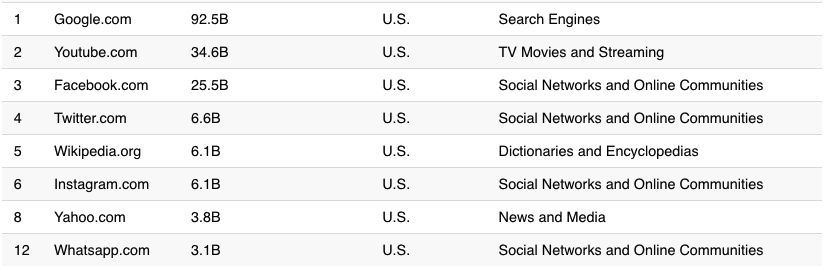 1 Google.com 92.5B U.S. Search Engines
2 Youtube.com 34.6B U.S. TV Movies and Streaming
3 Facebook.com 25.5B U.S. Social Networks and Online Communities
4 Twitter.com 6.6B U.S. Social Networks and Online Communities
5 Wikipedia.org 6.1B U.S. Dictionaries and Encyclopedias
6 Instagram.com 6.1B U.S. Social Networks and Online Communities
8 Yahoo.com 3.8B U.S. News and Media
12 Whatsapp.com 3.1B U.S. Social Networks and Online Communities